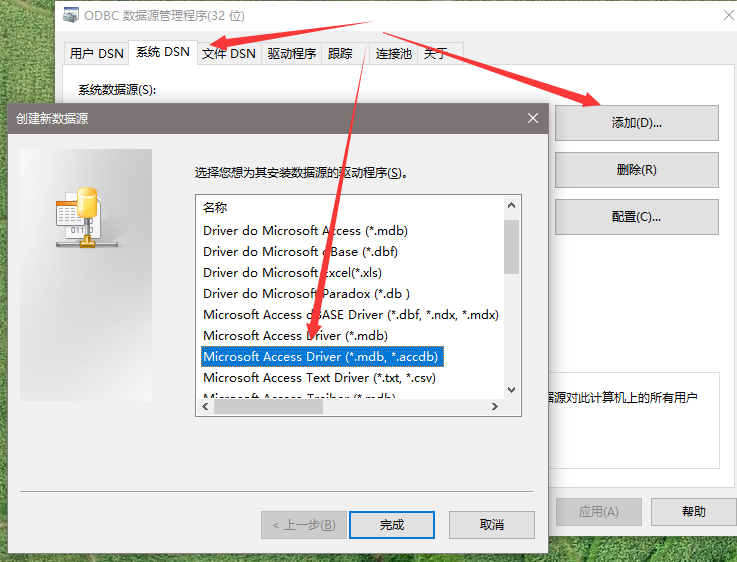 ODBC 数据源管理程序(32 位)
用户 DSN 系统 DSN 文件 DSN 驱动程序 跟踪 连接池 关于
系统数据源(S):
添加(D)...
删除(R)
配置(C)...
创建新数据源
选择您想为其安装数据源的驱动程序(S)。
名称
Driver do Microsoft Access (*.mdb)
Driver do Microsoft dBase (*.dbf)
Driver do Microsoft Excel(*.xls)
Driver do Microsoft Paradox (*.db )
Microsoft Access dBASE Driver (*.dbf, *.ndx, *.mdx)
Microsoft Access Driver (*.mdb)
Microsoft Access Driver (*.mdb, *.accdb)
Microsoft Access Text Driver (*.txt, *.csv)
Microsoft Access Treiber (*.mdb)
据源对此计算机上的所有用户
< 上一步(B) 完成 取消
应用(A) 帮助